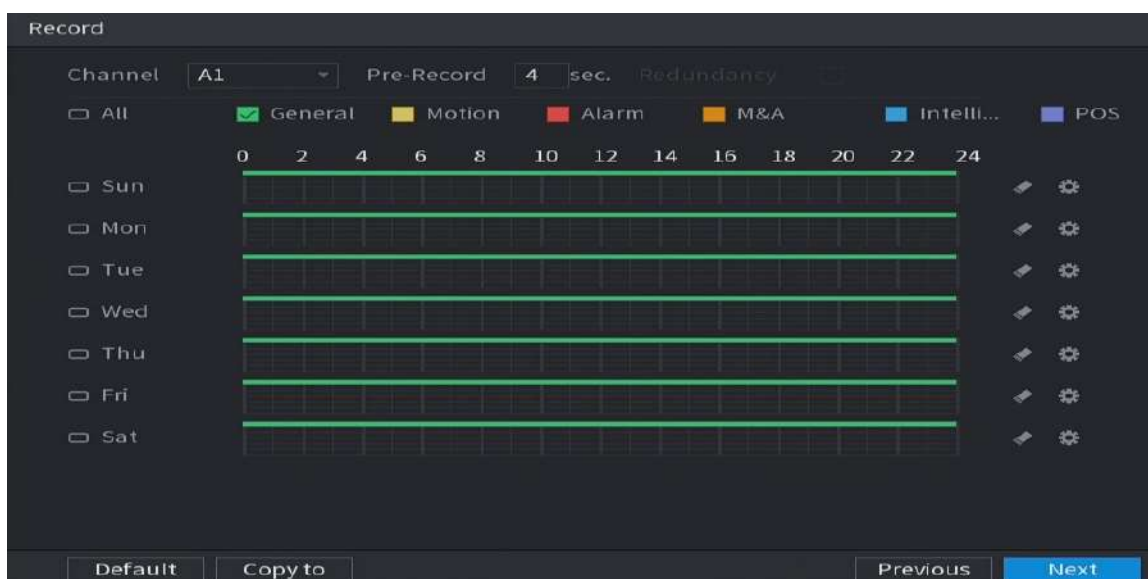 Record
Channel A1 Pre-Record 4 sec. Redundancy
All General Motion Alarm M&A Intelli... POS
0 2 4 6 8 10 12 14 16 18 20 22 24
Sun
Mon
Tue
Wed
Thu
Fri
Sat
Default Copy to Previous Next